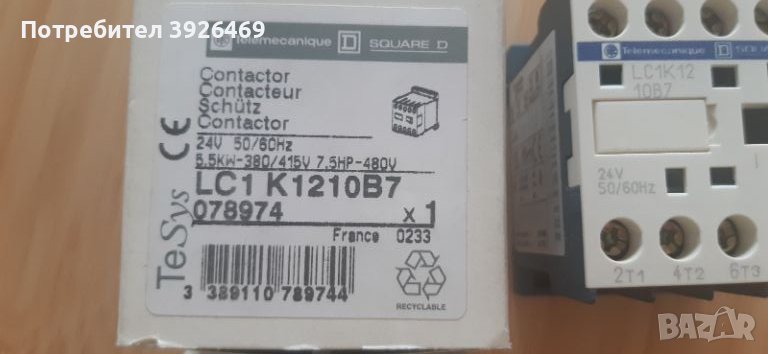 Потребител 3926469
Telemecanique SQUARE D
Contactor
Contacteur
Schütz
Contactor
24V 50/60Hz
5,5KW-380/415V 7,5HP-480V
LC1 K1210B7
078974 x 1
France 0233
3 389110 789744
RECYCLABLE
TeSys
CE
Telemecanique
LC1K12
10B7
24V
50/60Hz
2T1 4T2 6T3
BAZAR